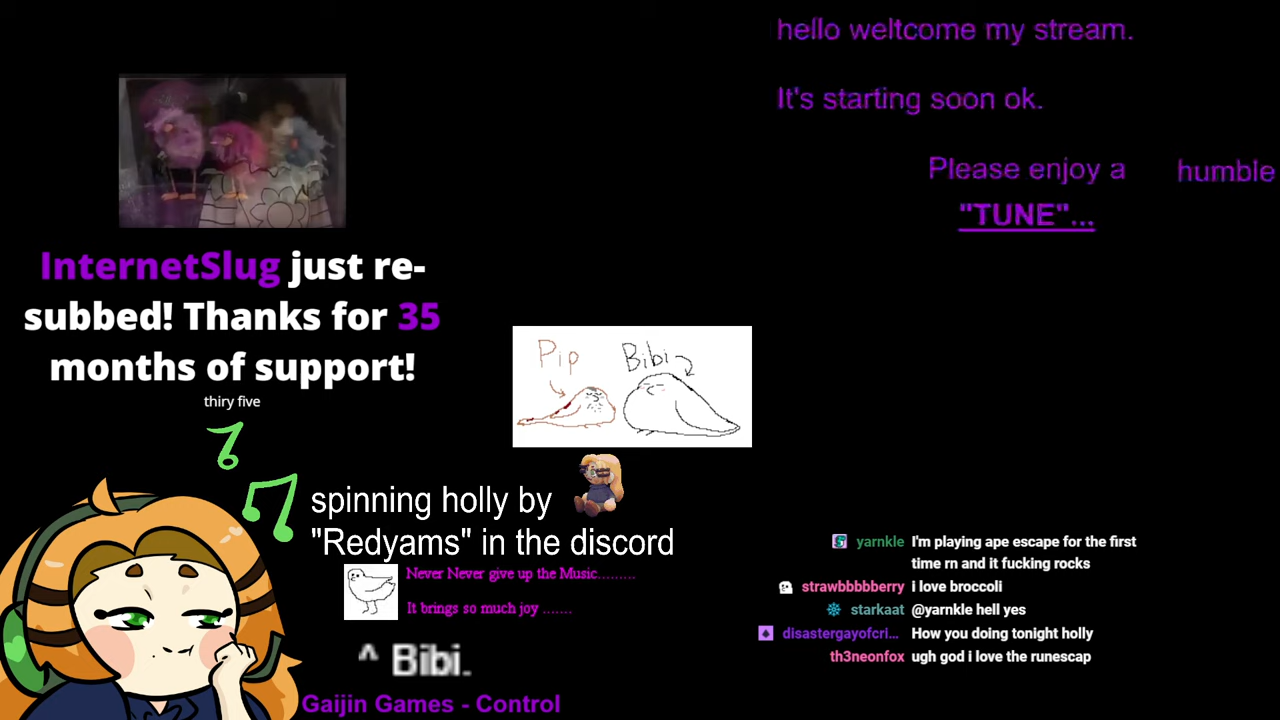 hello weltcome my stream.
It's starting soon ok.
Please enjoy a humble
"TUNE"...
InternetSlug just re-
subbed! Thanks for 35
months of support!
thiry five
Pip
Bibi
spinning holly by
"Redyams" in the discord
Never Never give up the Music.........
It brings so much joy .......
^ Bibi.
Gaijin Games - Control
yarnkle I'm playing ape escape for the first
time rn and it fucking rocks
strawbbbbberry i love broccoli
starkaat @yarnkle hell yes
disastergayofcri... How you doing tonight holly
th3neonfox ugh god i love the runescap